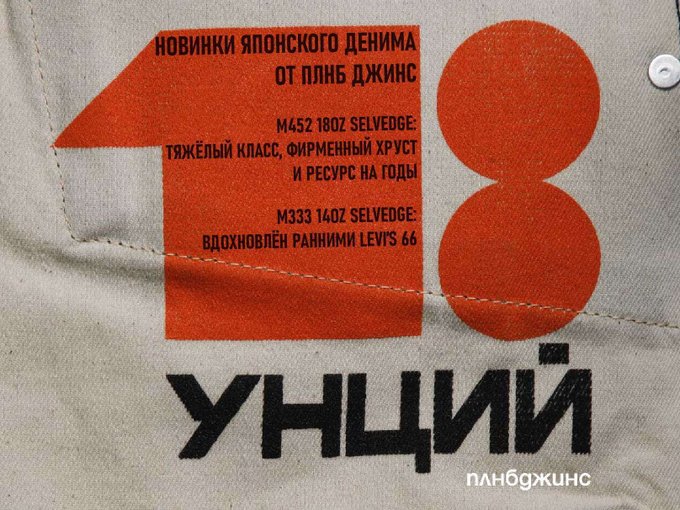 НОВИНКИ ЯПОНСКОГО ДЕНИМА
ОТ ПЛНБ ДЖИНС
M452 18OZ SELVEDGE:
ТЯЖЁЛЫЙ КЛАСС, ФИРМЕННЫЙ ХРУСТ
И РЕСУРС НА ГОДЫ
M333 14OZ SELVEDGE:
ВДОХНОВЛЁН РАННИМИ LEVI'S 66
18
УНЦИЙ
плнбджинс